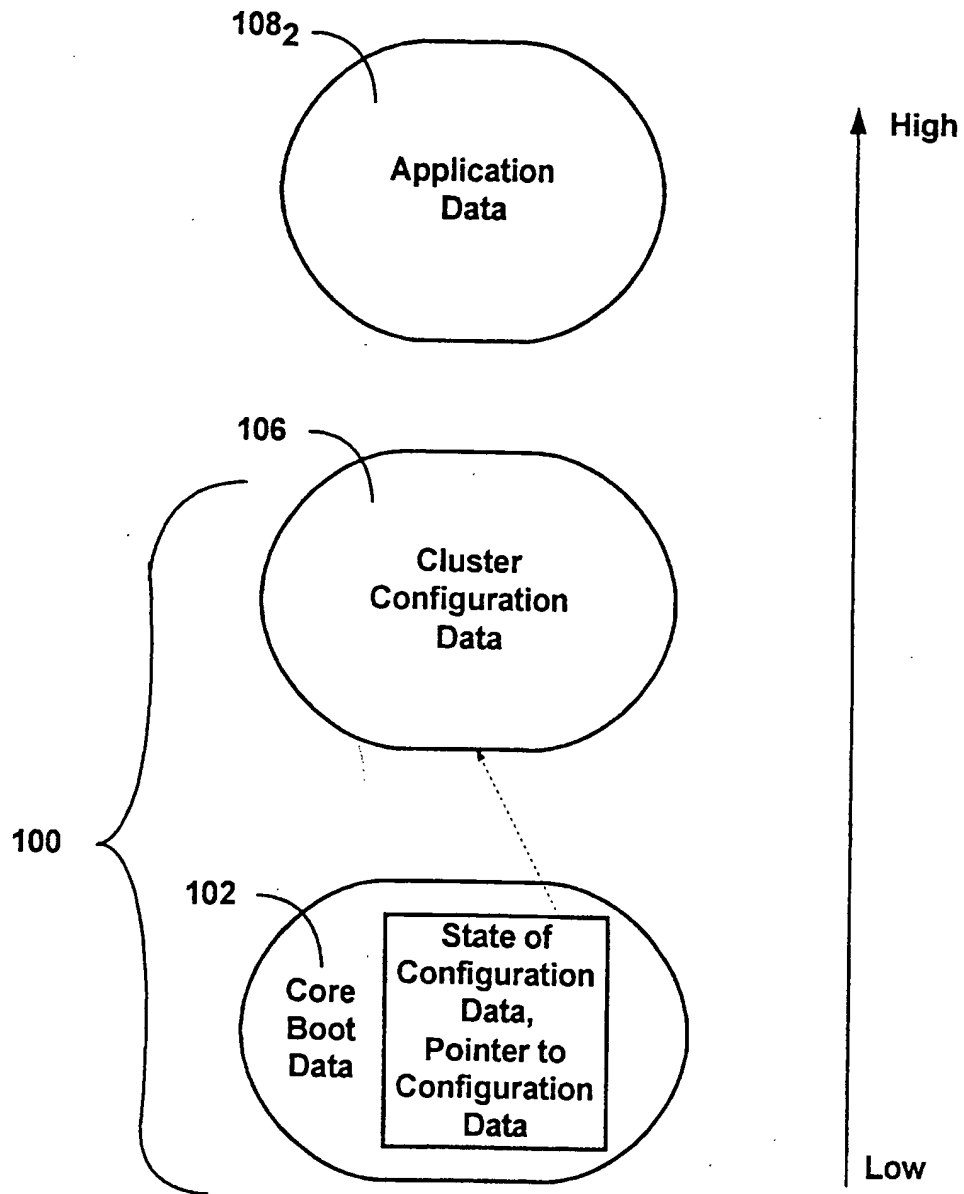 108₂
High
Application
Data
106
Cluster
Configuration
Data
100
102
Core
Boot
Data
State of
Configuration
Data,
Pointer to
Configuration
Data
Low